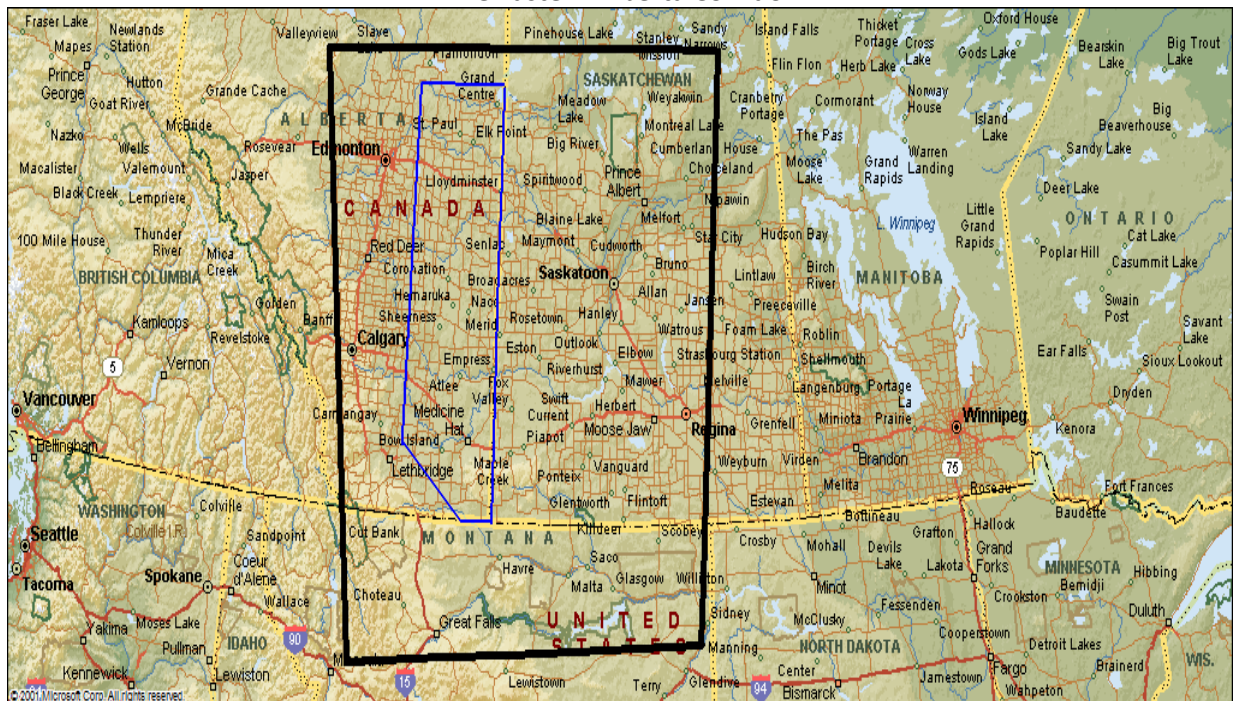 Fraser Lake
Newlands
Station
Valleyview
Slave
Pinehouse Lake
Stanley
Mission
Sandy
Narrows
Island Falls
Thicket
Portage
Cross
Lake
Oxford House
Gods Lake
Bearskin
Lake
Big Trout
Lake
Mapes
Prince
George
Hutton
Goat River
Grande Cache
Plamondon
Grand
Centre
SASKATCHEWAN
Flin Flon
Herb Lake
Norway
House
Meadow
Lake
Weyakwin
Cranberry
Portage
Cormorant
Island
Lake
Big
Beaverhouse
Nazko
Wells
McBride
ALBERTA
St. Paul
Elk Point
Montreal Lake
The Pas
Warren
Landing
Sandy Lake
Rosevear
Edmonton
Big River
Cumberland House
Moose
Lake
Grand
Rapids
Macalister
Valemount
Jasper
Lloydminster
Spiritwood
Prince
Albert
Choiceland
Deer Lake
Black Creek
Lempriere
CANADA
Blaine Lake
Melfort
Nipawin
L. Winnipeg
Little
Grand
Rapids
ONTARIO
Cat Lake
100 Mile House
Thunder
River
Mica
Creek
Red Deer
Senlac
Maymont
Cudworth
Star City
Hudson Bay
Poplar Hill
Casummit Lake
BRITISH COLUMBIA
Coronation
Broadacres
Saskatoon
Bruno
Lintlaw
Birch
River
MANITOBA
Golden
Hemaruka
Naco
Allan
Jansen
Preeceville
Swain
Post
Kamloops
Revelstoke
Banff
Sheerness
Merid
Rosetown
Hanley
Watrous
Foam Lake
Roblin
Savant
Lake
Calgary
Eston
Outlook
Elbow
Strasbourg Station
Shellmouth
Ear Falls
Sioux Lookout
5
Vernon
Empress
Riverhurst
Atlee
Fox
Valley
Mawer
Melville
Langenburg
Portage
La
Prairie
Dryden
Vancouver
Carmangay
Medicine
Hat
Swift
Current
Herbert
Moose Jaw
Regina
Grenfell
Miniota
Winnipeg
Kenora
Bellingham
Bow Island
Piapot
Lethbridge
Maple
Creek
Ponteix
Vanguard
Weyburn
Virden
Brandon
75
Melita
Glentworth
Flintoft
Estevan
Roseau
Fort Frances
WASHINGTON
Colville
Colville I.R.
Sandpoint
Cut Bank
MONTANA
Killdeer
Scobey
Bottineau
Hallock
Baudette
Seattle
Crosby
Mohall
Grafton
Saco
Havre
Malta
Glasgow
Williston
Devils
Lake
Lakota
Grand
Forks
MINNESOTA
Bemidji
Hibbing
Tacoma
Spokane
Coeur
d'Alene
Wallace
Choteau
Minot
Crookston
Fessenden
Yakima
Moses Lake
IDAHO
90
Great Falls
UNITED
STATES
Sidney
McClusky
Cooperstown
Duluth
Pullman
Manning
NORTH DAKOTA
Detroit Lakes
WIS.
Kennewick
Lewiston
15
Lewistown
Terry
Glendive
94
Center
Bismarck
Jamestown
Fargo
Wahpeton
Brainerd
© 2001 Microsoft Corp. All rights reserved.